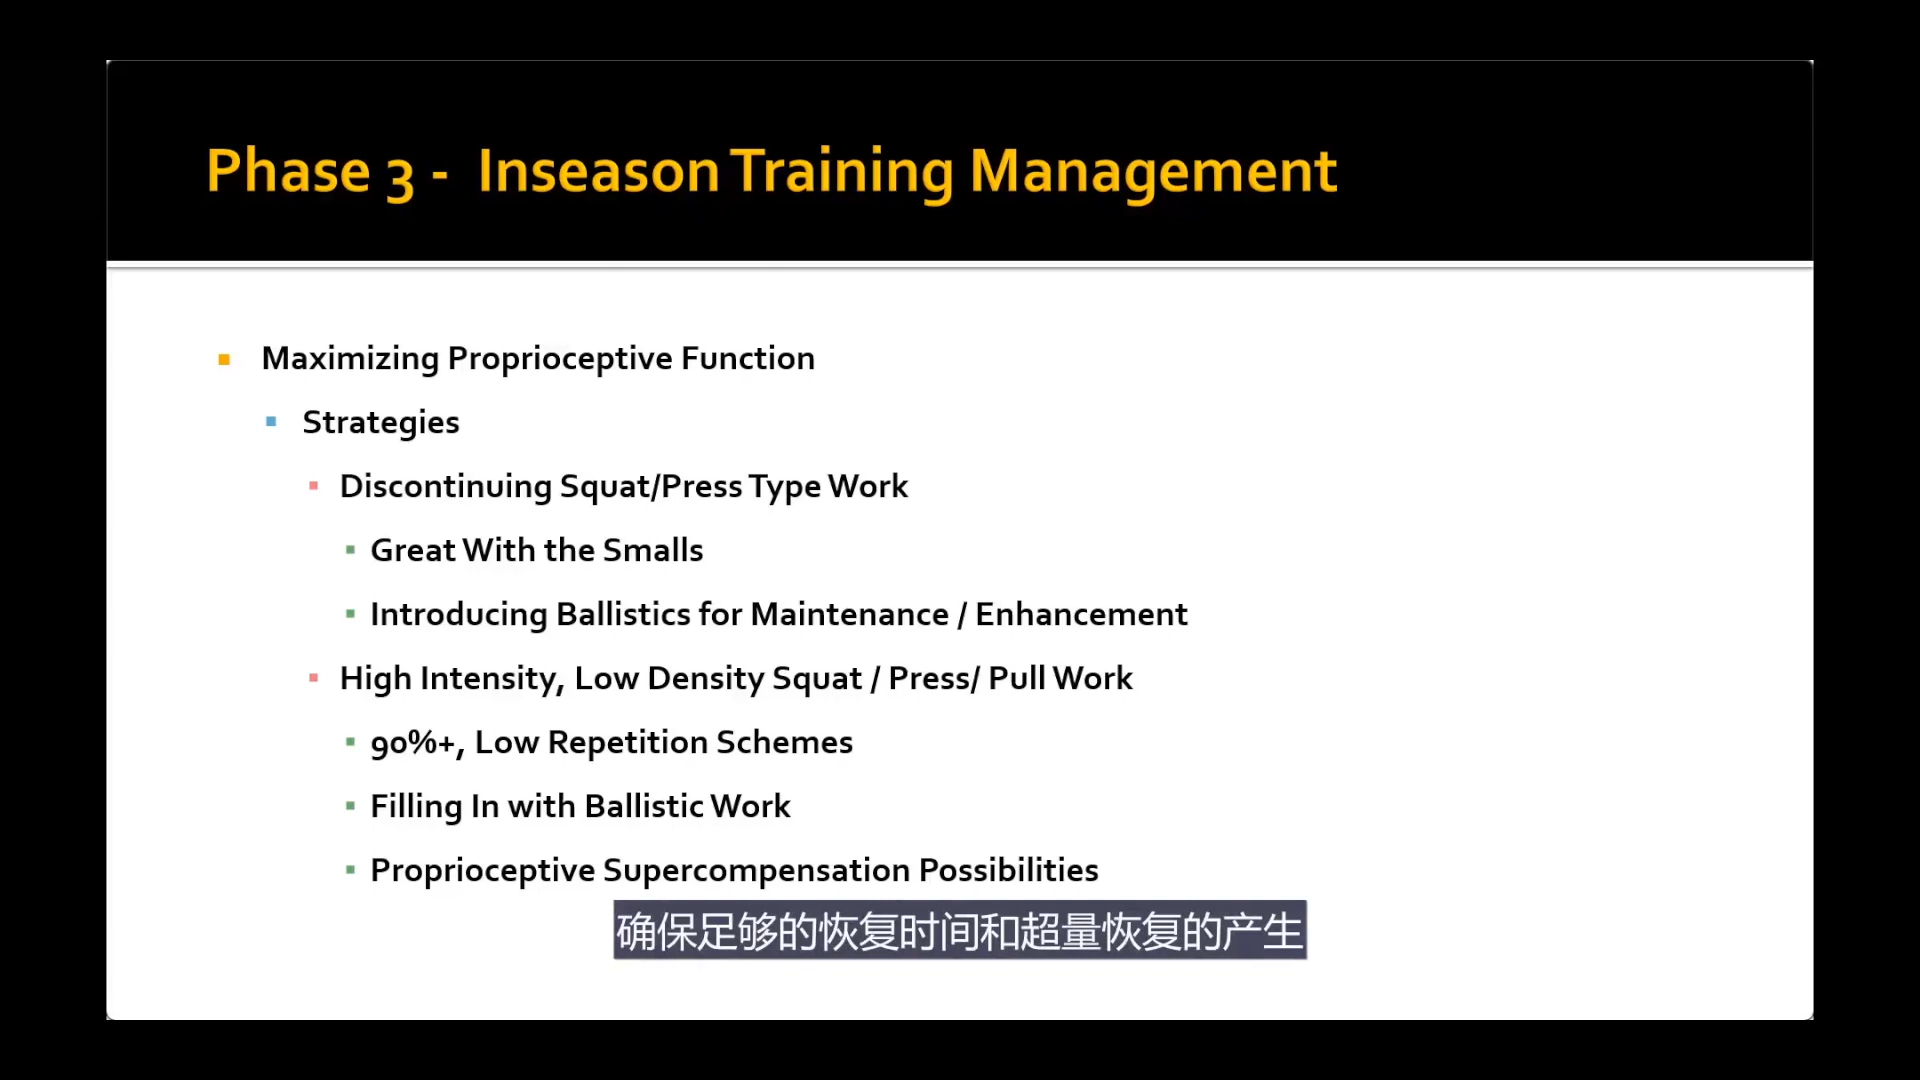 Phase 3 - Inseason Training Management
Maximizing Proprioceptive Function
Strategies
Discontinuing Squat/Press Type Work
Great With the Smalls
Introducing Ballistics for Maintenance / Enhancement
High Intensity, Low Density Squat / Press/ Pull Work
90%+, Low Repetition Schemes
Filling In with Ballistic Work
Proprioceptive Supercompensation Possibilities
确保足够的恢复时间和超量恢复的产生